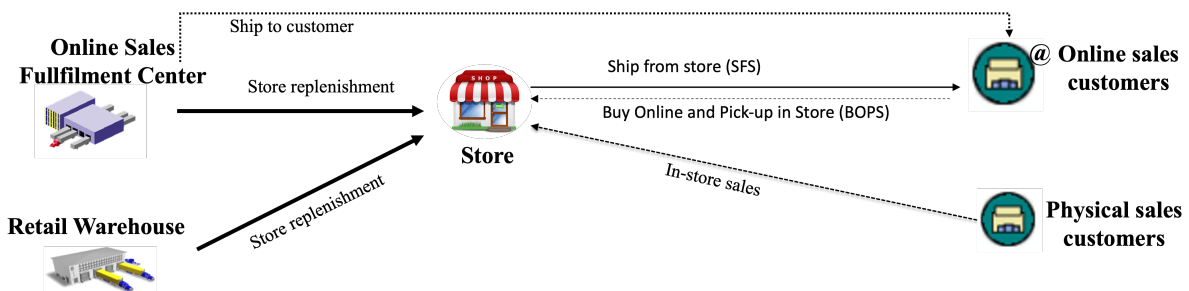 Ship to customer
Online Sales
Fullfilment Center
Store replenishment
SHOP
Ship from store (SFS)
Buy Online and Pick-up in Store (BOPS)
@ Online sales
customers
Store
In-store sales
Store replenishment
Retail Warehouse
Physical sales
customers